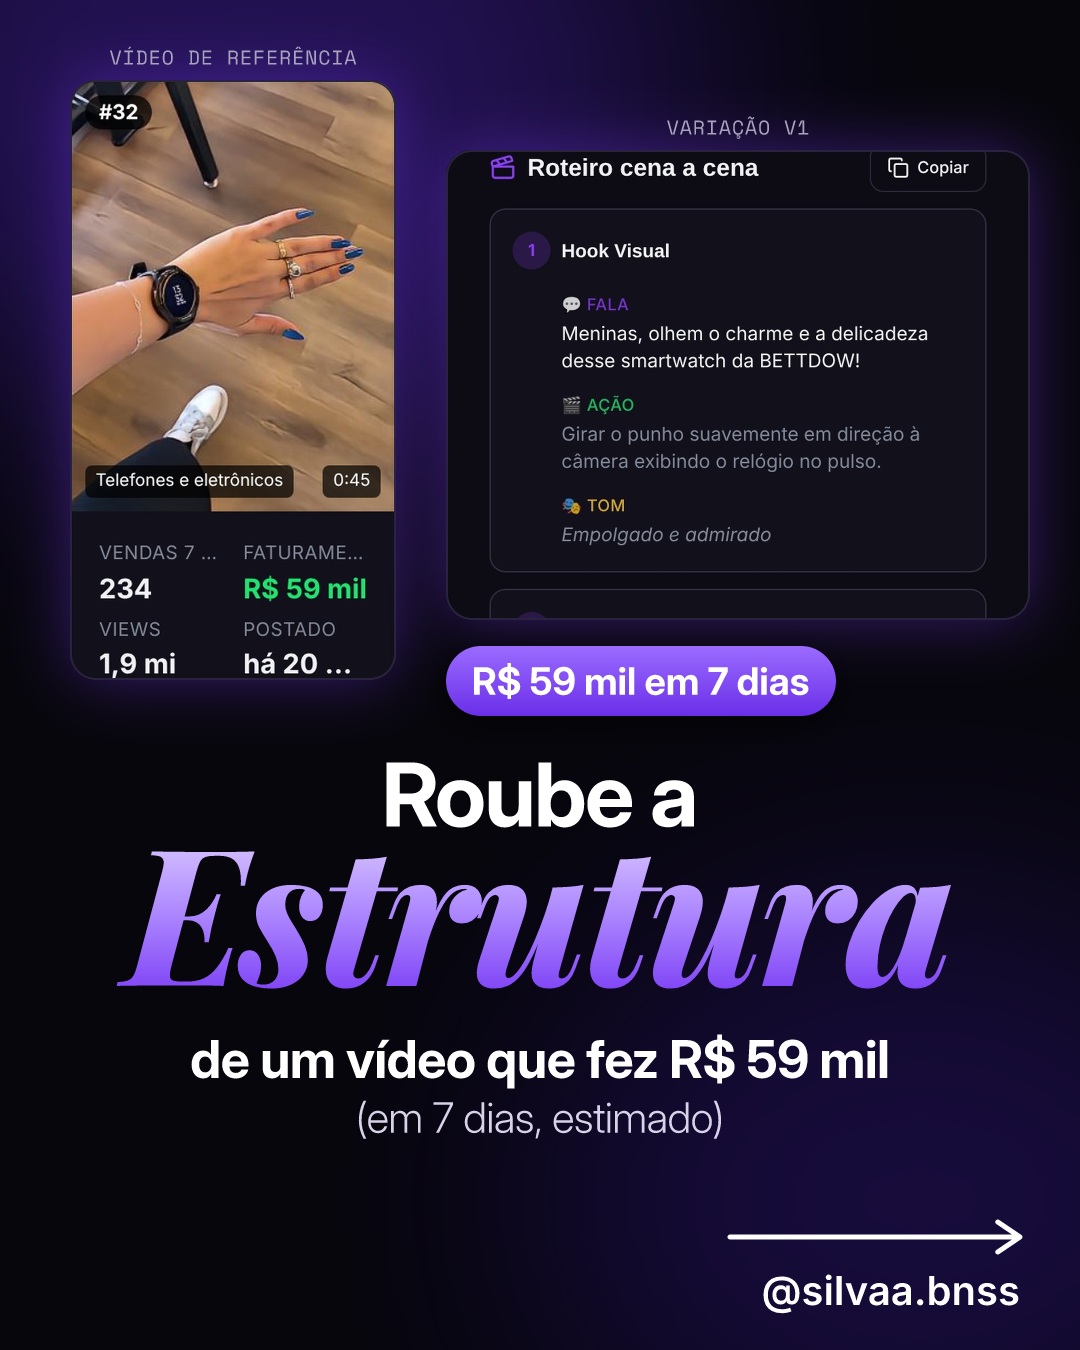 VÍDEO DE REFERÊNCIA
#32
Telefones e eletrônicos
0:45
VENDAS 7 ...
FATURAME...
234
R$ 59 mil
VIEWS
POSTADO
1,9 mi
há 20 ...
VARIAÇÃO V1
Roteiro cena a cena
Copiar
1
Hook Visual
FALA
Meninas, olhem o charme e a delicadeza
desse smartwatch da BETTDOW!
AÇÃO
Girar o punho suavemente em direção à
câmera exibindo o relógio no pulso.
TOM
Empolgado e admirado
R$ 59 mil em 7 dias
Roube a
Estrutura
de um vídeo que fez R$ 59 mil
(em 7 dias, estimado)
@silvaa.bnss